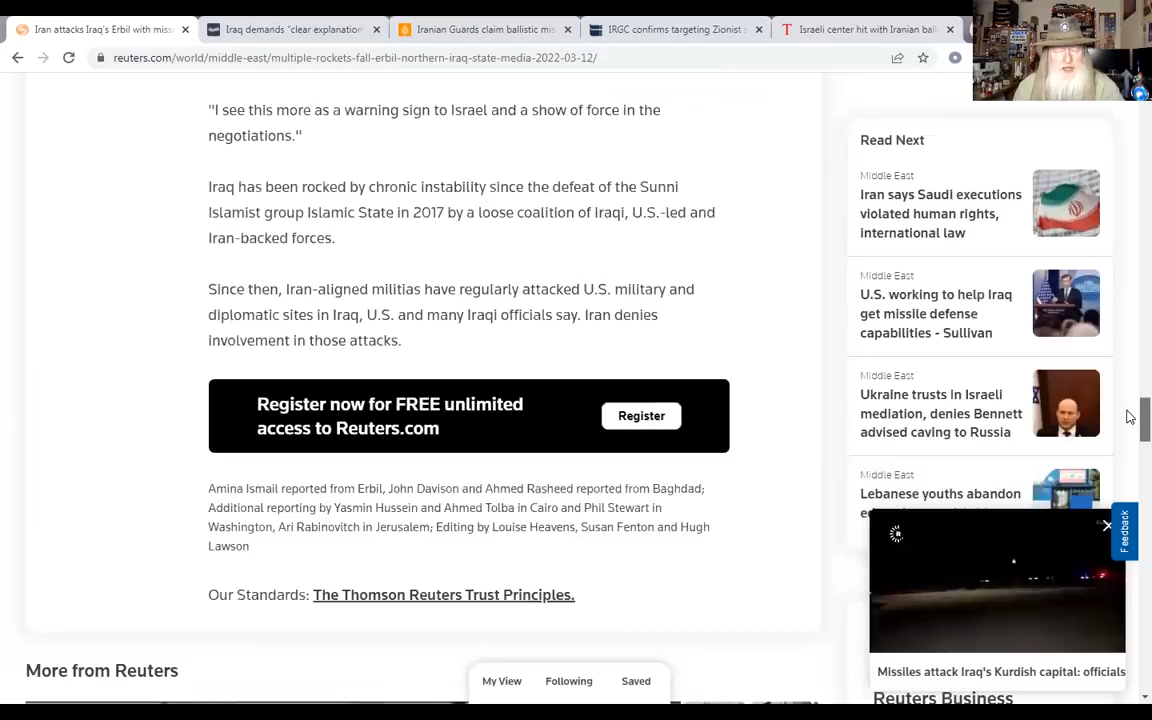 Iran attacks Iraq's Erbil with miss
Iraq demands "clear explanation
Iranian Guards claim ballistic mis
IRGC confirms targeting Zionist s
Israeli center hit with Iranian ball
reuters.com/world/middle-east/multiple-rockets-fall-erbil-northern-iraq-state-media-2022-03-12/
"I see this more as a warning sign to Israel and a show of force in the
negotiations."
Iraq has been rocked by chronic instability since the defeat of the Sunni
Islamist group Islamic State in 2017 by a loose coalition of Iraqi, U.S.-led and
Iran-backed forces.
Since then, Iran-aligned militias have regularly attacked U.S. military and
diplomatic sites in Iraq, U.S. and many Iraqi officials say. Iran denies
involvement in those attacks.
Register now for FREE unlimited
access to Reuters.com
Register
Amina Ismail reported from Erbil, John Davison and Ahmed Rasheed reported from Baghdad;
Additional reporting by Yasmin Hussein and Ahmed Tolba in Cairo and Phil Stewart in
Washington, Ari Rabinovitch in Jerusalem; Editing by Louise Heavens, Susan Fenton and Hugh
Lawson
Our Standards: The Thomson Reuters Trust Principles.
More from Reuters
My View
Following
Saved
Read Next
Middle East
Iran says Saudi executions
violated human rights,
international law
Middle East
U.S. working to help Iraq
get missile defense
capabilities - Sullivan
Middle East
Ukraine trusts in Israeli
mediation, denies Bennett
advised caving to Russia
Middle East
Lebanese youths abandon
Feedback
Missiles attack Iraq's Kurdish capital: officials
Reuters Business